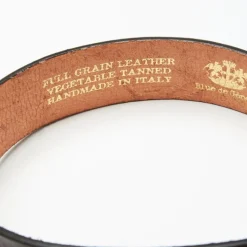 FULL GRAIN LEATHER
VEGETABLE TANNED
HANDMADE IN ITALY